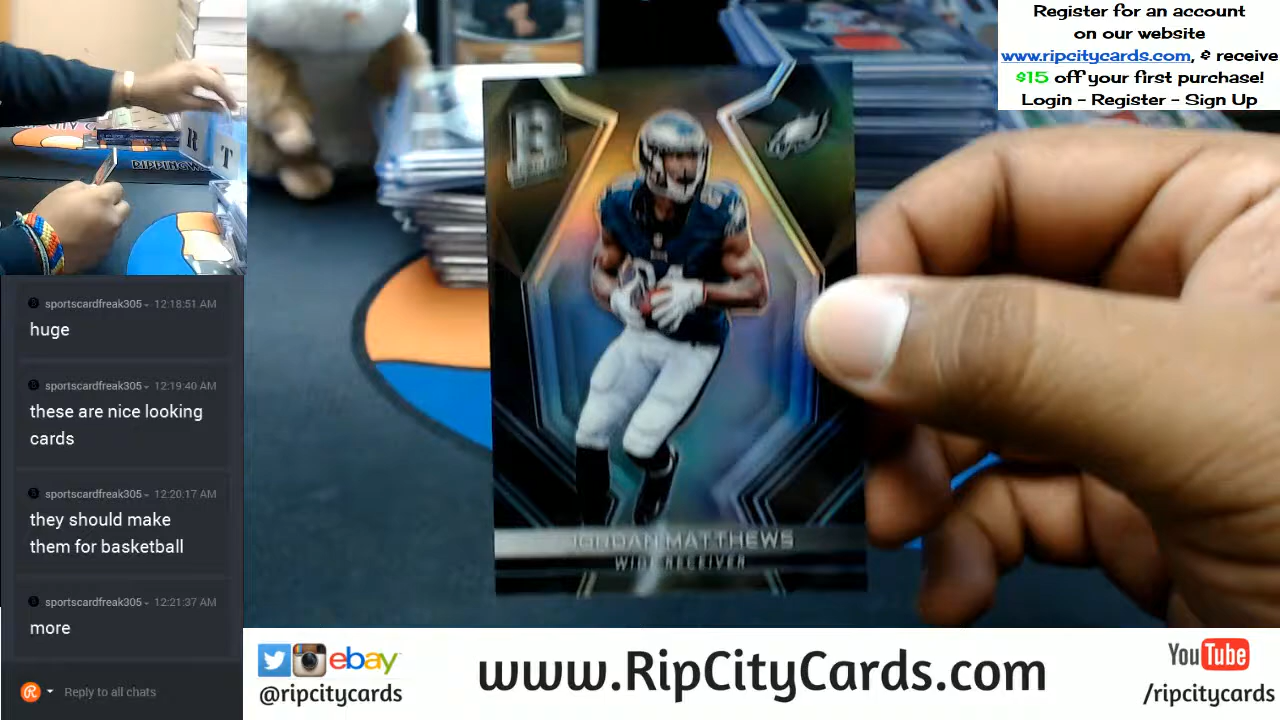 Register for an account
on our website
www.ripcitycards.com, & receive
$15 off your first purchase!
Login - Register - Sign Up
R
T
RIPPINGW
sportscardfreak305 12:18:51 AM
huge
sportscardfreak305 12:19:40 AM
these are nice looking
cards
sportscardfreak305 12:20:17 AM
they should make
them for basketball
sportscardfreak305 12:21:37 AM
more
Reply to all chats
84
JORDAN MATTHEWS
WIDE RECEIVER
ebay
@ripcitycards
www.RipCityCards.com
YouTube
/ripcitycards